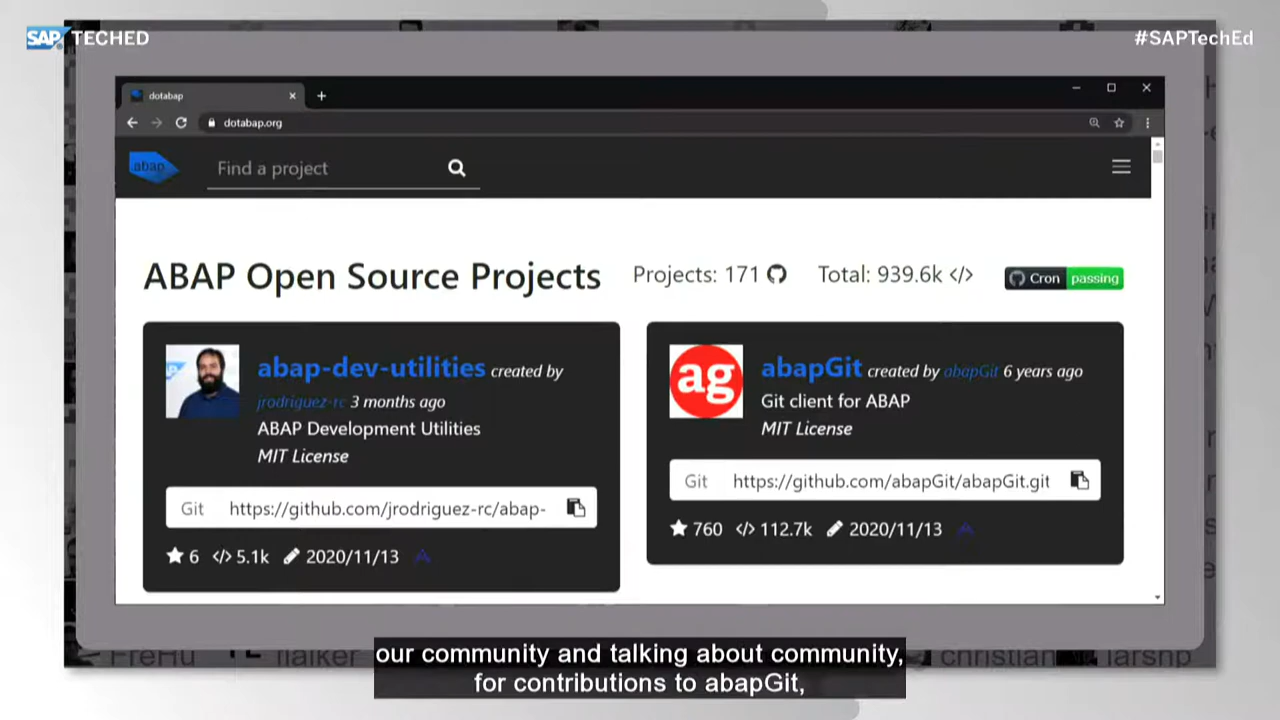 SAP TECHED
#SAPTechEd
dotabap
dotabap.org
abap
Find a project
ABAP Open Source Projects
Projects: 171
Total: 939.6k </>
Cron passing
abap-dev-utilities created by
jrodriguez-rc 3 months ago
ABAP Development Utilities
MIT License
Git https://github.com/jrodriguez-rc/abap-
6 </> 5.1k 2020/11/13
ag
abapGit created by abapGit 6 years ago
Git client for ABAP
MIT License
Git https://github.com/abapGit/abapGit.git
760 </> 112.7k 2020/11/13
FreHu
flaiker
christian
larshp
our community and talking about community,
for contributions to abapGit,